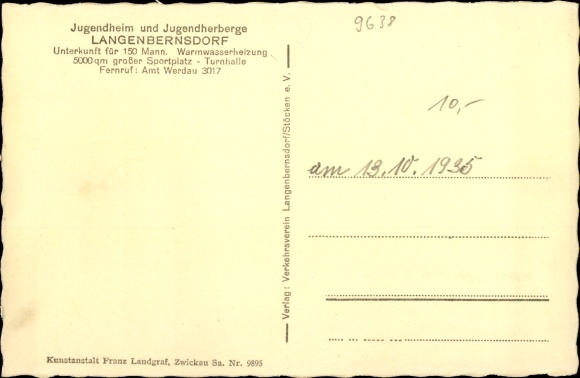 Jugendheim und Jugendherberge
LANGENBERNSDORF
Unterkunft für 150 Mann. Warmwasserheizung
5000 qm großer Sportplatz - Turnhalle
Fernruf: Amt Werdau 3017
Verlag: Verkehrsverein Langenbernsdorf/Stöcken e. V.
9638
10,-
am 13.10.1935
Kunstanstalt Franz Landgraf, Zwickau Sa. Nr. 9895